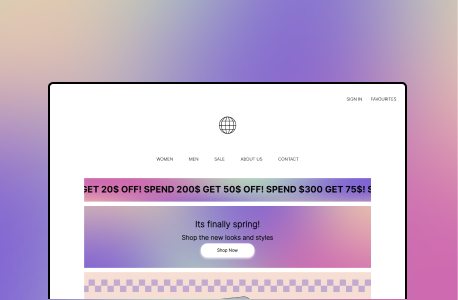 SIGN IN FAVOURITES
WOMEN MEN SALE ABOUT US CONTACT
GET 20$ OFF! SPEND 200$ GET 50$ OFF! SPEND $300 GET 75$! S
Its finally spring!
Shop the new looks and styles
Shop Now